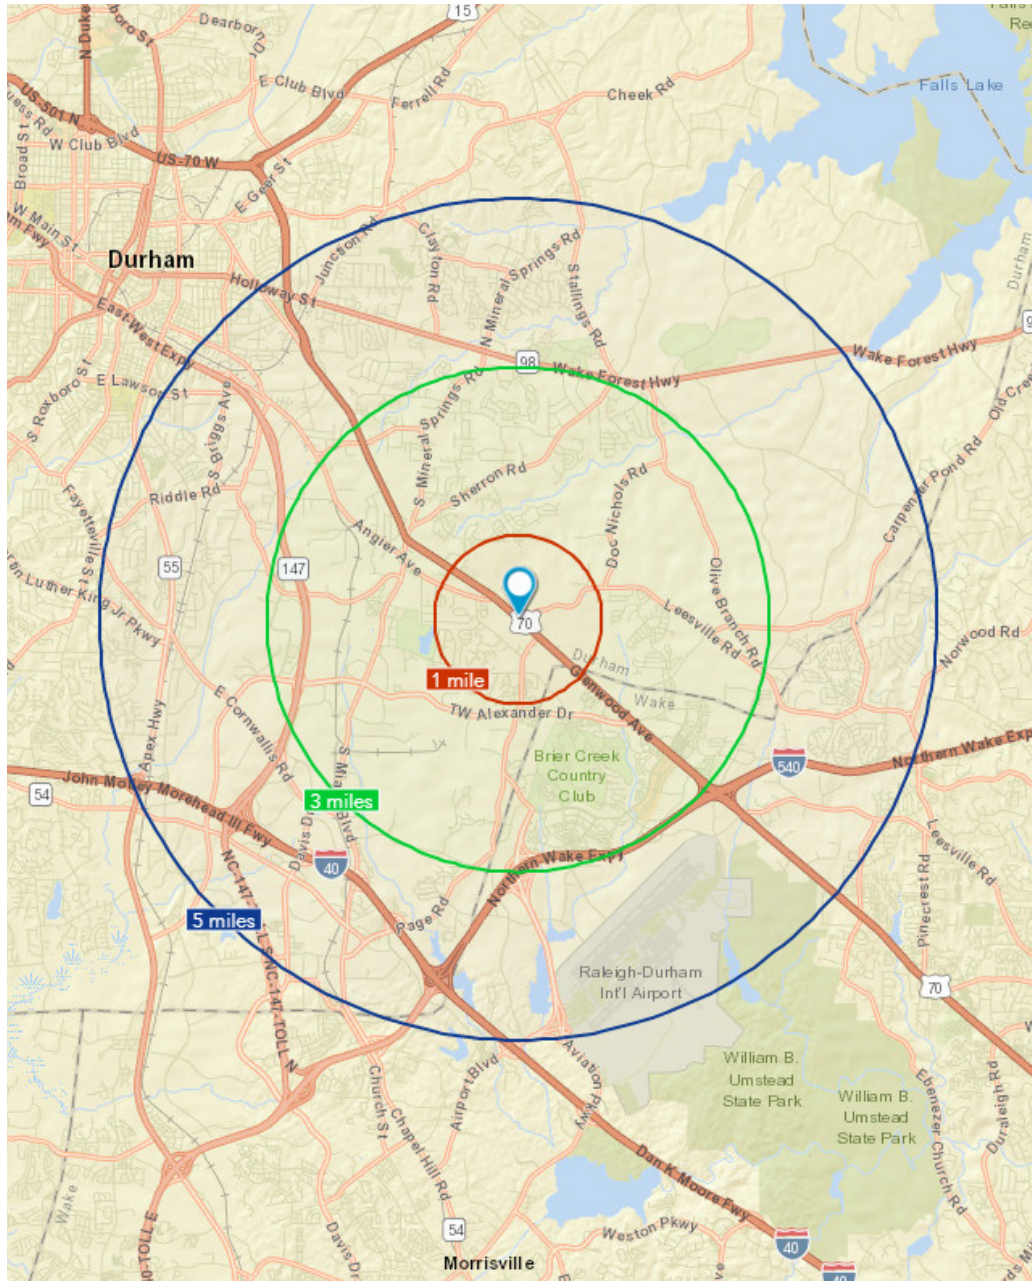 15
Dearborn Dr
N Duke
US-501 N
Broad St
W Club Blvd
US-70 W
E Club Blvd
Ferrell Rd
Cheek Rd
Falls Lake
E Geer St
W Main St
Durham
Holloway St
Junction Rd
Clayton Rd
N Mineral Springs Rd
Stallings Rd
Durham
98
Wake Forest Hwy
Wake Forest Hwy
East-West Expy
E Lawson St
S Roxboro St
S Briggs Ave
S Mineral Springs Rd
Sherron Rd
Doc Nichols Rd
Carpenter Pond Rd
Riddle Rd
Fayetteville St
Angier Ave
55
147
Olive Branch Rd
Leesville Rd
Norwood Rd
70
Durham
Wake
1 mile
Glenwood Ave
TW Alexander Dr
E Cornwallis Rd
Apex Hwy
Brier Creek
Country
Club
540
Northern Wake Exp
John Motley Morehead III Fwy
54
3 miles
40
Northern Wake Expy
Leesville Rd
Pinecrest Rd
5 miles
Page Rd
Raleigh-Durham
Int'l Airport
70
Aviation Pkwy
Airport Blvd
Church St
Chapel Hill Rd
William B.
Umstead
State Park
William B.
Umstead
State Park
Ebenezer Church Rd
Duraleigh Rd
Dan K Moore Fwy
Wake
TOLL E
Davis Dr
54
Weston Pkwy
40
Morrisville
40